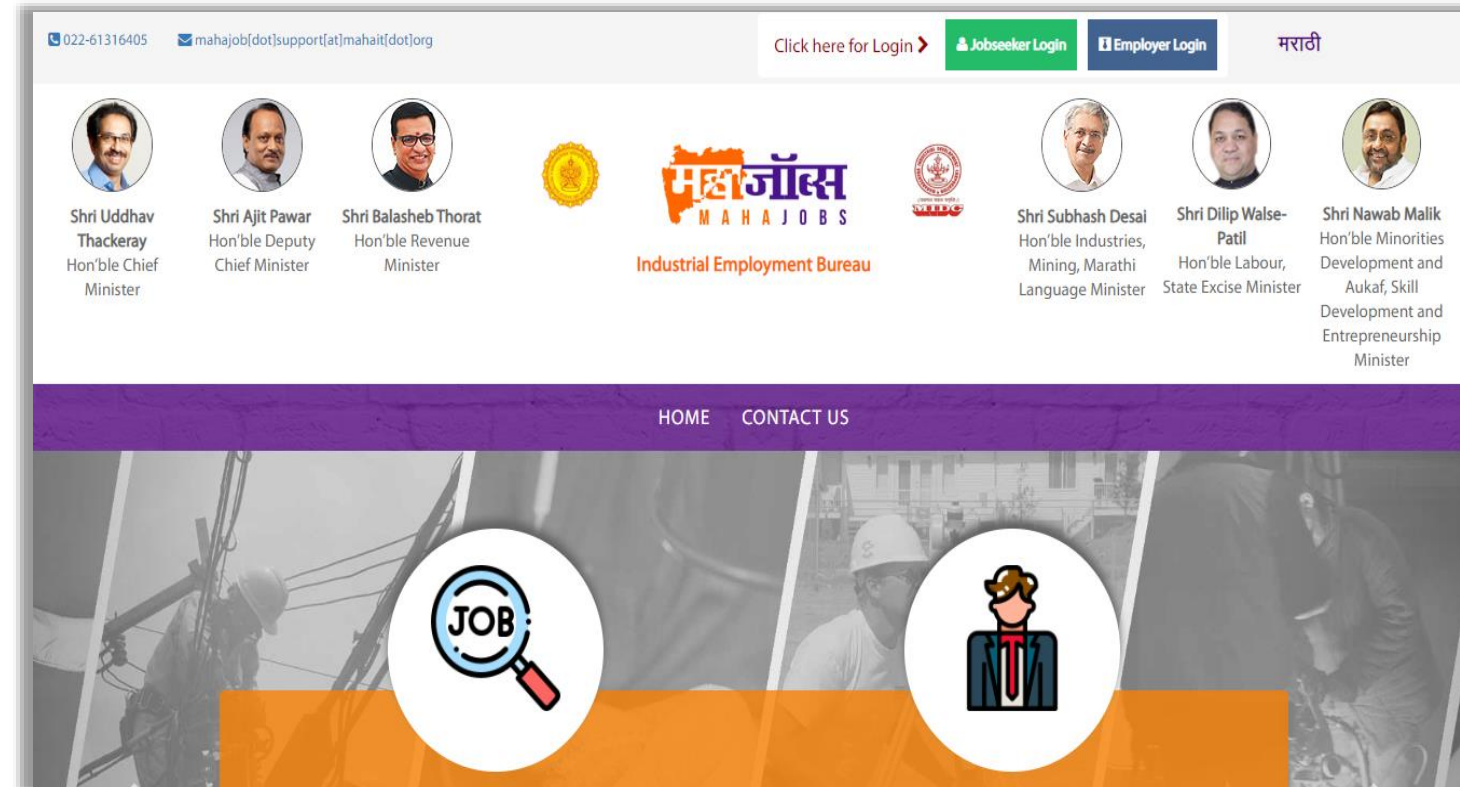 022-61316405
mahajob[dot]support[at]mahait[dot]org
Click here for Login
Jobseeker Login
Employer Login
मराठी
Shri Uddhav
Thackeray
Hon'ble Chief
Minister
Shri Ajit Pawar
Hon'ble Deputy
Chief Minister
Shri Balasheb Thorat
Hon'ble Revenue
Minister
महाजॉब्स
MAHAJOBS
Industrial Employment Bureau
MIDC
Shri Subhash Desai
Hon'ble Industries,
Mining, Marathi
Language Minister
Shri Dilip Walse-
Patil
Hon'ble Labour,
State Excise Minister
Shri Nawab Malik
Hon'ble Minorities
Development and
Aukaf, Skill
Development and
Entrepreneurship
Minister
HOME
CONTACT US
JOB